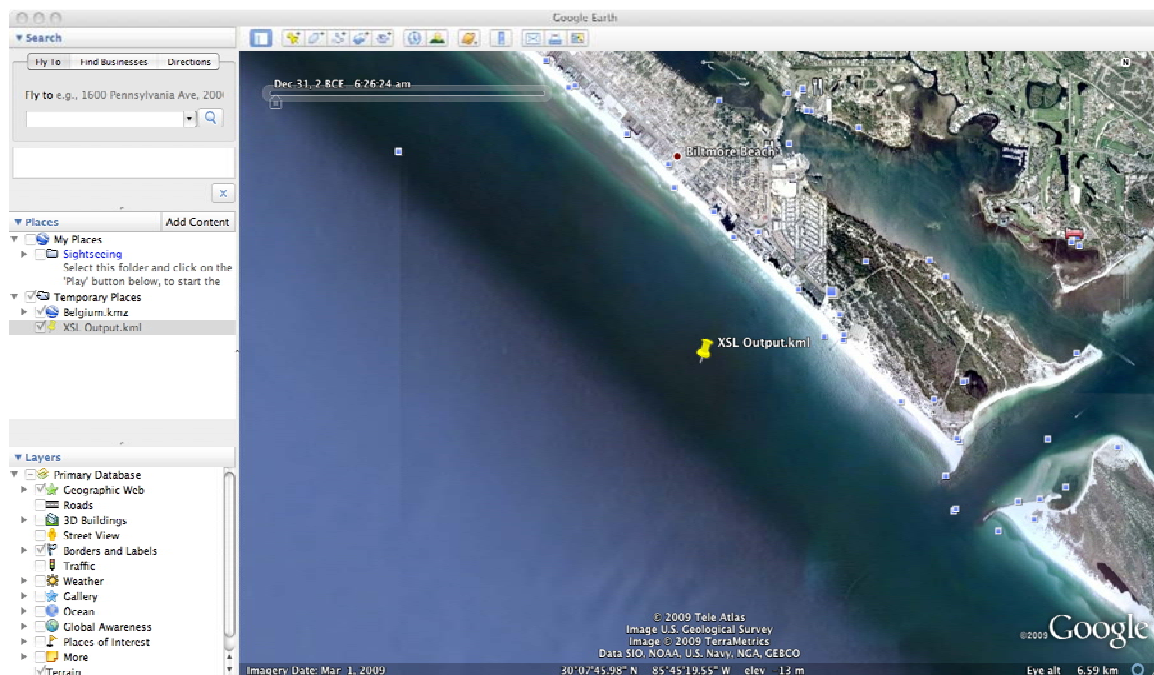 Google Earth
Search
Fly To Find Businesses Directions
Fly to e.g., 1600 Pennsylvania Ave, 200
Places Add Content
My Places
Sightseeing
Select this folder and click on the
'Play' button below, to start the
Temporary Places
Belgium.kmz
XSL Output.kml
Layers
Primary Database
Geographic Web
Roads
3D Buildings
Street View
Borders and Labels
Traffic
Weather
Gallery
Ocean
Global Awareness
Places of Interest
More
Terrain
Dec 31, 2 BCE 6:26:24 am
N
Biltmore Beach
XSL Output.kml
© 2009 Tele Atlas
Image U.S. Geological Survey
Image © 2009 TerraMetrics
Data SIO, NOAA, U.S. Navy, NGA, GEBCO
©2009 Google
Imagery Date: Mar 1, 2009 30°07'45.98" N 85°45'19.55" W elev -13 m Eye alt 6.59 km